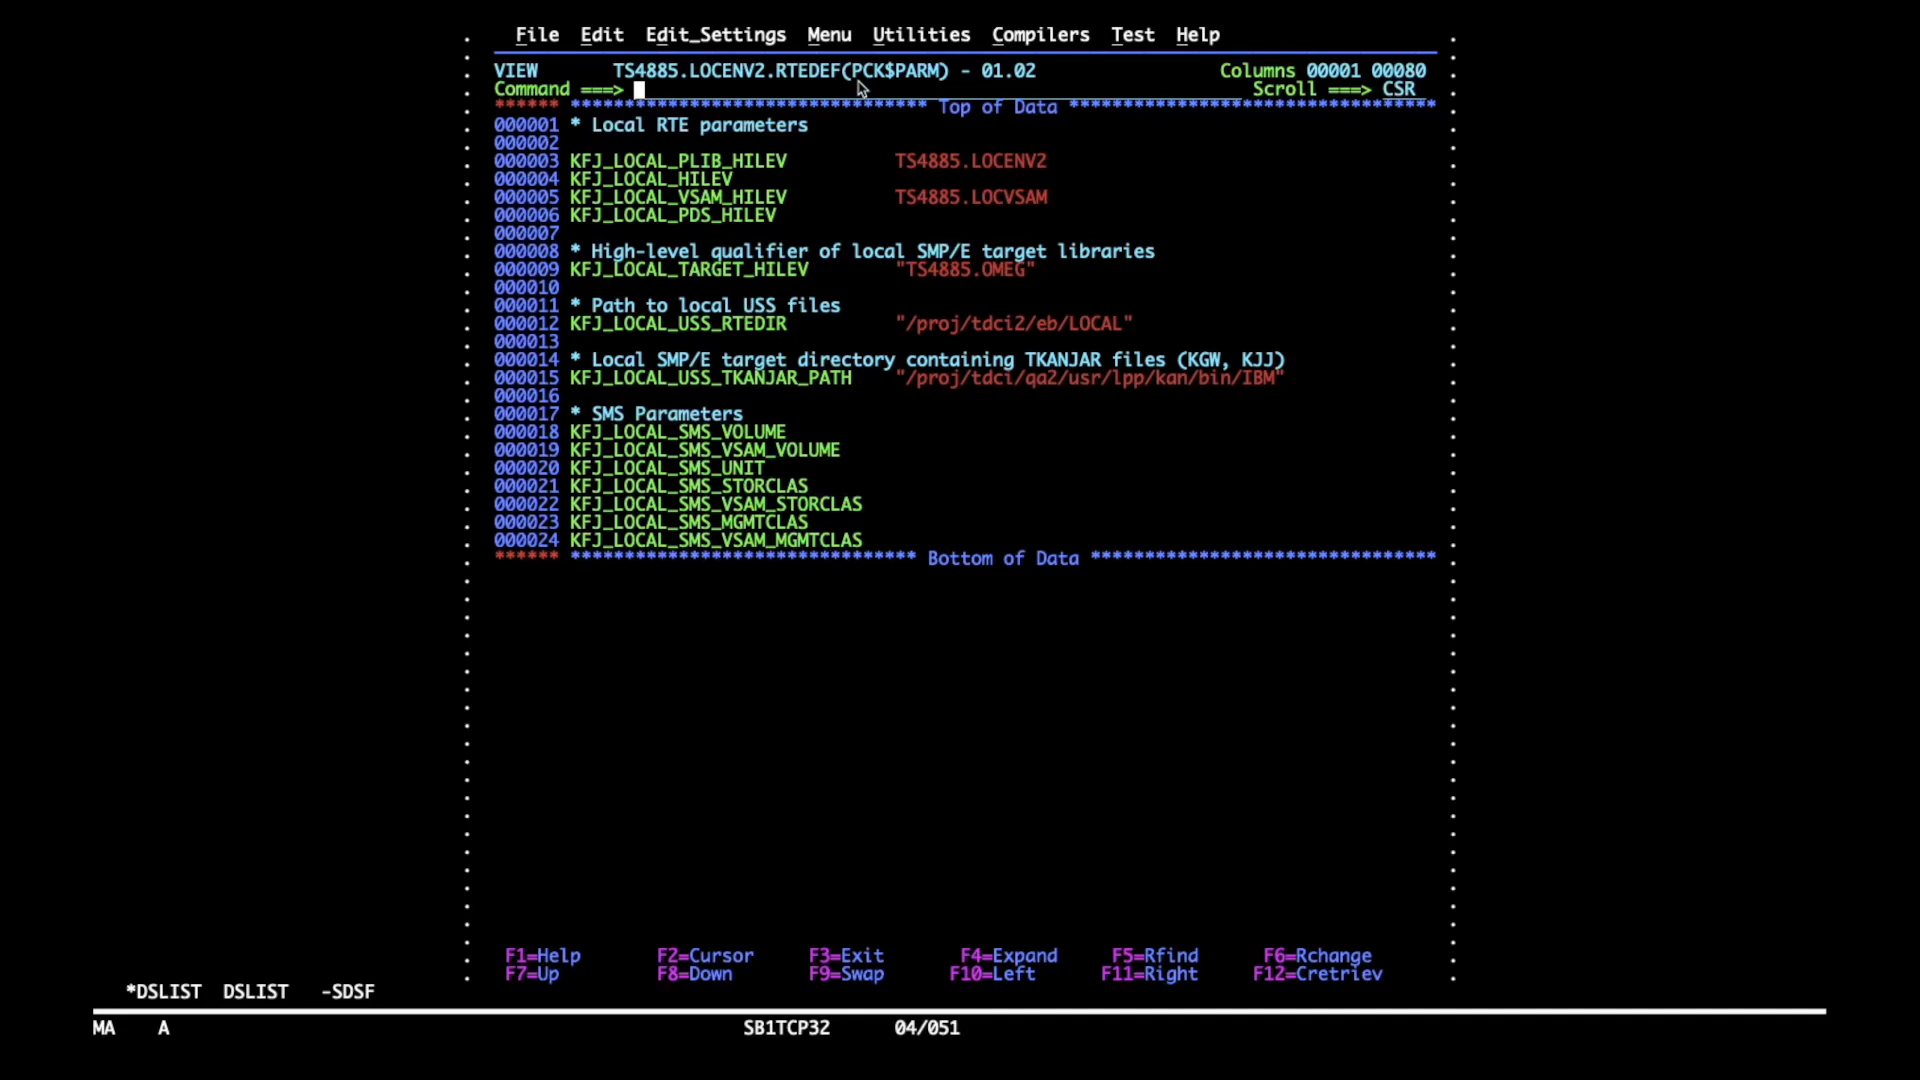 File Edit Edit_Settings Menu Utilities Compilers Test Help
VIEW TS4885.LOCENV2.RTEDEF(PCK$PARM) - 01.02 Columns 00001 00080
Command ===> Scroll ===> CSR
****** ********************************* Top of Data **********************************
000001 * Local RTE parameters
000002
000003 KFJ_LOCAL_PLIB_HILEV TS4885.LOCENV2
000004 KFJ_LOCAL_HILEV
000005 KFJ_LOCAL_VSAM_HILEV TS4885.LOCVSAM
000006 KFJ_LOCAL_PDS_HILEV
000007
000008 * High-level qualifier of local SMP/E target libraries
000009 KFJ_LOCAL_TARGET_HILEV "TS4885.OMEG"
000010
000011 * Path to local USS files
000012 KFJ_LOCAL_USS_RTEDIR "/proj/tdci2/eb/LOCAL"
000013
000014 * Local SMP/E target directory containing TKANJAR files (KGW, KJJ)
000015 KFJ_LOCAL_USS_TKANJAR_PATH "/proj/tdci/qa2/usr/lpp/kan/bin/IBM"
000016
000017 * SMS Parameters
000018 KFJ_LOCAL_SMS_VOLUME
000019 KFJ_LOCAL_SMS_VSAM_VOLUME
000020 KFJ_LOCAL_SMS_UNIT
000021 KFJ_LOCAL_SMS_STORCLAS
000022 KFJ_LOCAL_SMS_VSAM_STORCLAS
000023 KFJ_LOCAL_SMS_MGMTCLAS
000024 KFJ_LOCAL_SMS_VSAM_MGMTCLAS
****** ******************************** Bottom of Data ********************************
F1=Help F2=Cursor F3=Exit F4=Expand F5=Rfind F6=Rchange
F7=Up F8=Down F9=Swap F10=Left F11=Right F12=Cretriev
*DSLIST DSLIST -SDSF
MA A SB1TCP32 04/051